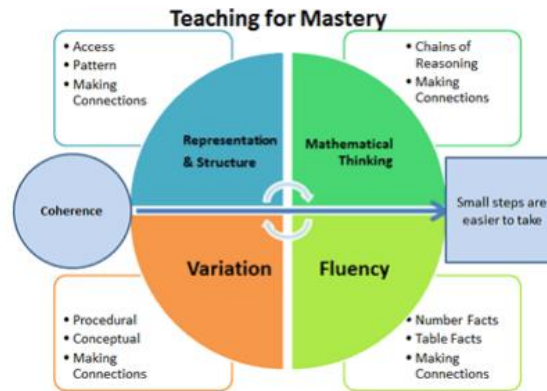 Teaching for Mastery
• Access
• Pattern
• Making
Connections
• Chains of
Reasoning
• Making
Connections
Representation
& Structure
Mathematical
Thinking
Coherence
Small steps are
easier to take
Variation
Fluency
• Procedural
• Conceptual
• Making
Connections
• Number Facts
• Table Facts
• Making
Connections